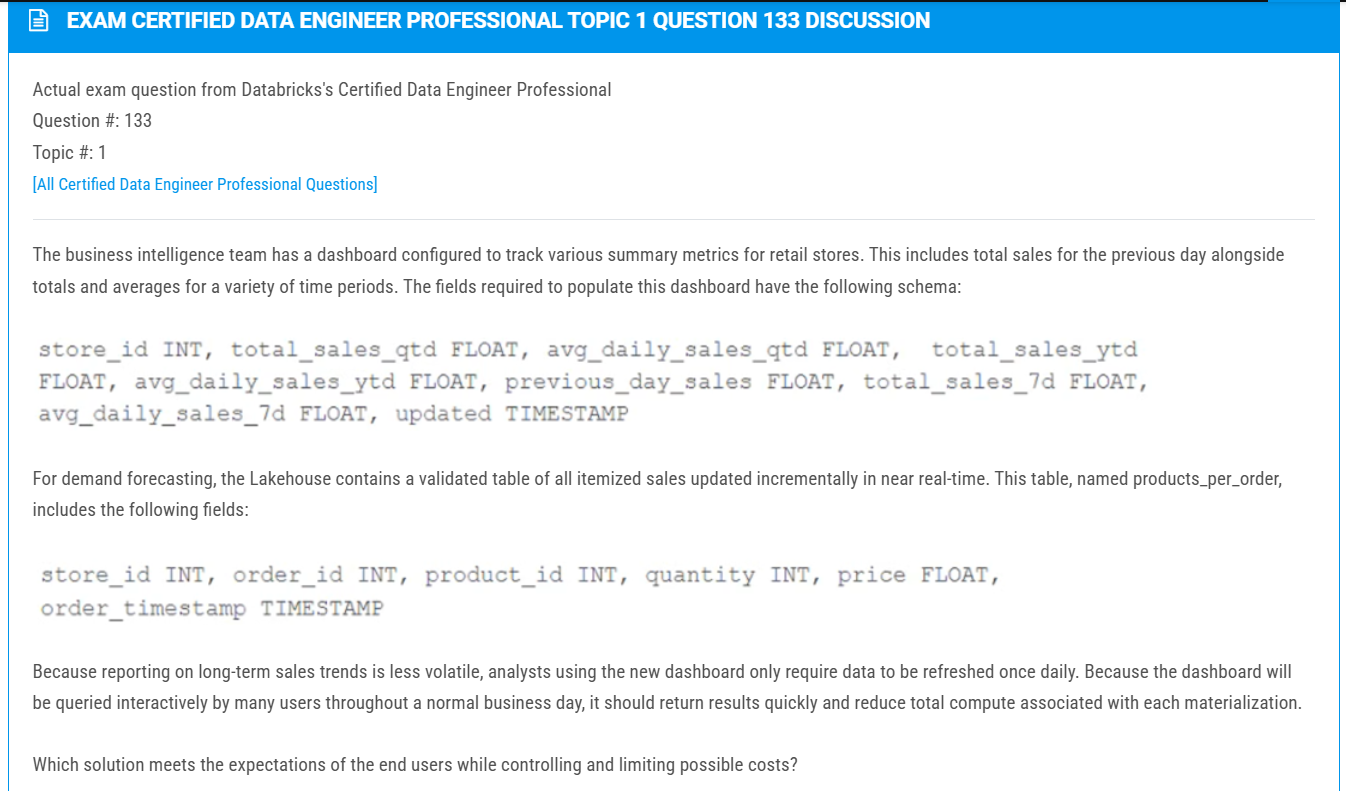 EXAM CERTIFIED DATA ENGINEER PROFESSIONAL TOPIC 1 QUESTION 133 DISCUSSION
Actual exam question from Databricks's Certified Data Engineer Professional
Question #: 133
Topic #: 1
[All Certified Data Engineer Professional Questions]
The business intelligence team has a dashboard configured to track various summary metrics for retail stores. This includes total sales for the previous day alongside
totals and averages for a variety of time periods. The fields required to populate this dashboard have the following schema:
store_id INT, total_sales_qtd FLOAT, avg_daily_sales_qtd FLOAT, total_sales_ytd
FLOAT, avg_daily_sales_ytd FLOAT, previous_day_sales FLOAT, total_sales_7d FLOAT,
avg_daily_sales_7d FLOAT, updated TIMESTAMP
For demand forecasting, the Lakehouse contains a validated table of all itemized sales updated incrementally in near real-time. This table, named products_per_order,
includes the following fields:
store_id INT, order_id INT, product_id INT, quantity INT, price FLOAT,
order_timestamp TIMESTAMP
Because reporting on long-term sales trends is less volatile, analysts using the new dashboard only require data to be refreshed once daily. Because the dashboard will
be queried interactively by many users throughout a normal business day, it should return results quickly and reduce total compute associated with each materialization.
Which solution meets the expectations of the end users while controlling and limiting possible costs?